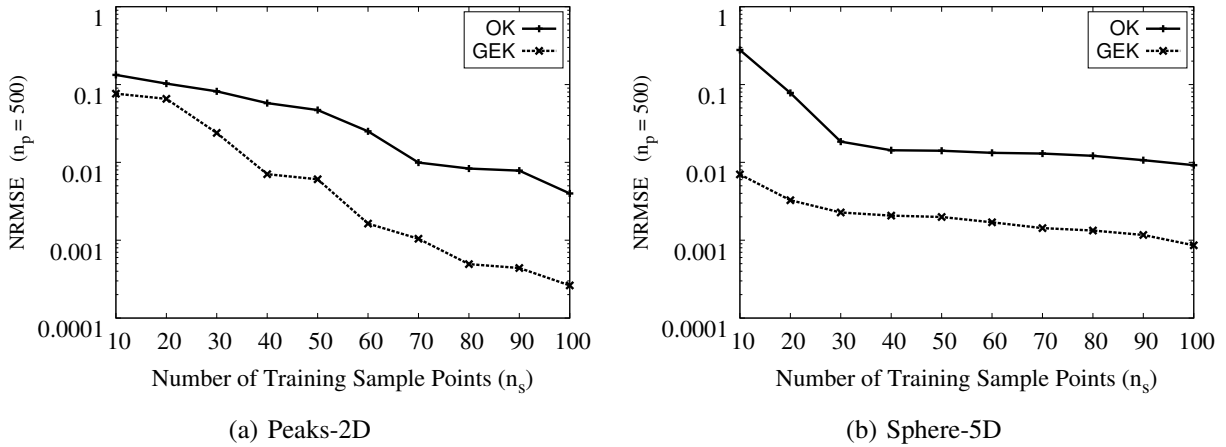 1
0.1
0.01
0.001
0.0001
NRMSE (n_p = 500)
OK
GEK
10 20 30 40 50 60 70 80 90 100
Number of Training Sample Points (n_s)
(a) Peaks-2D
1
0.1
0.01
0.001
0.0001
NRMSE (n_p = 500)
OK
GEK
10 20 30 40 50 60 70 80 90 100
Number of Training Sample Points (n_s)
(b) Sphere-5D